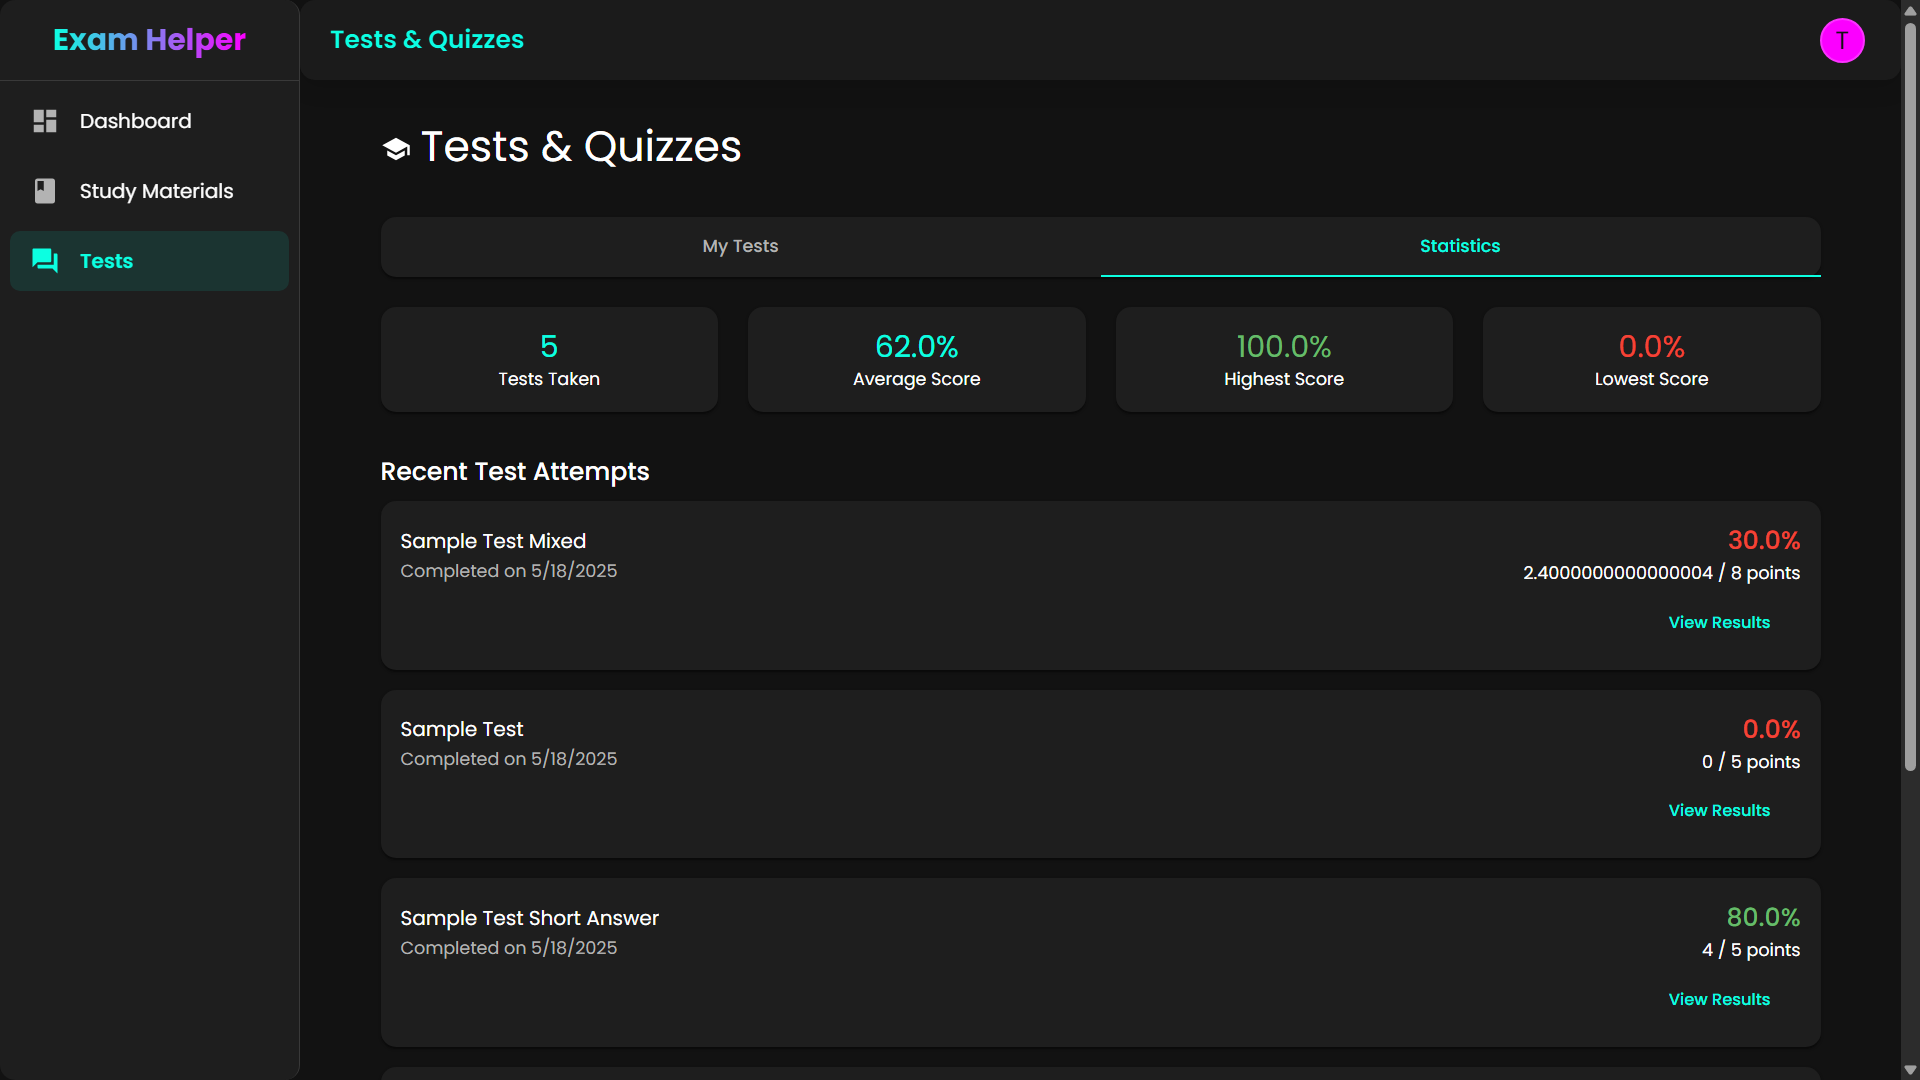 Exam Helper
Tests & Quizzes
T
Dashboard
Study Materials
Tests
Tests & Quizzes
My Tests
Statistics
5
Tests Taken
62.0%
Average Score
100.0%
Highest Score
0.0%
Lowest Score
Recent Test Attempts
Sample Test Mixed
Completed on 5/18/2025
30.0%
2.4000000000000004 / 8 points
View Results
Sample Test
Completed on 5/18/2025
0.0%
0 / 5 points
View Results
Sample Test Short Answer
Completed on 5/18/2025
80.0%
4 / 5 points
View Results